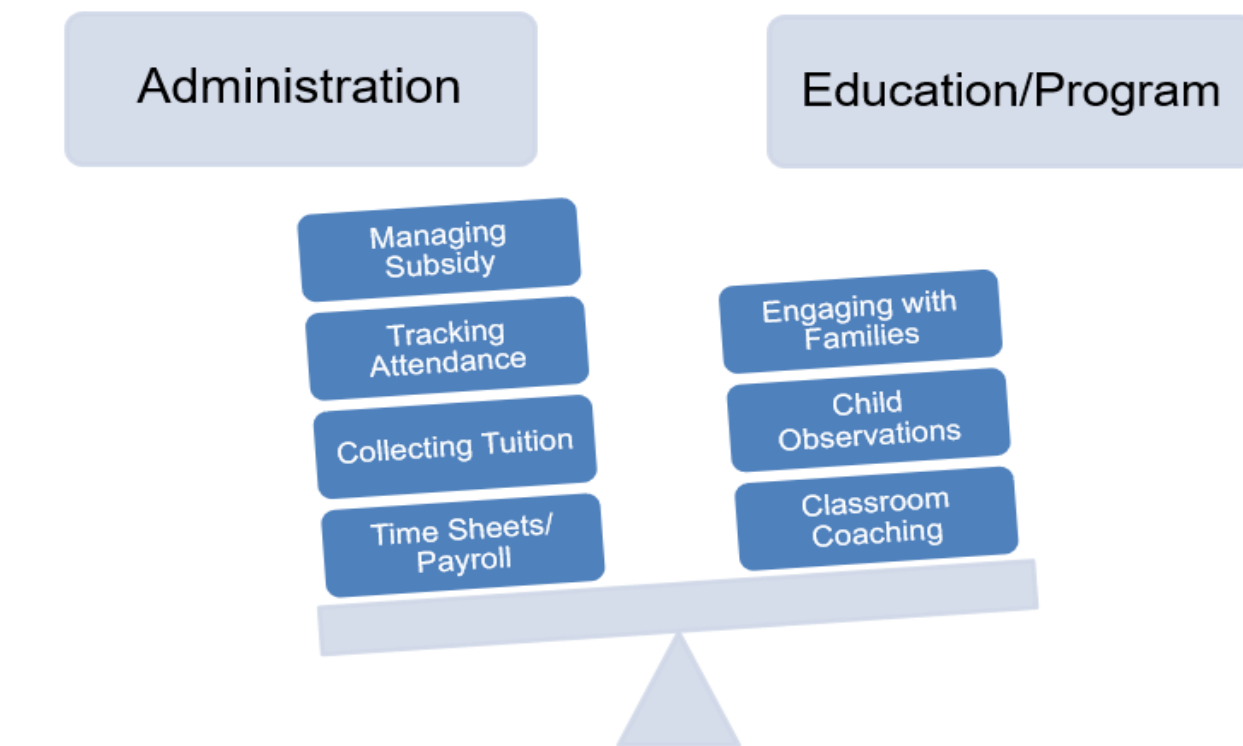 Administration
Education/Program
Managing
Subsidy
Tracking
Attendance
Collecting Tuition
Time Sheets/
Payroll
Engaging with
Families
Child
Observations
Classroom
Coaching